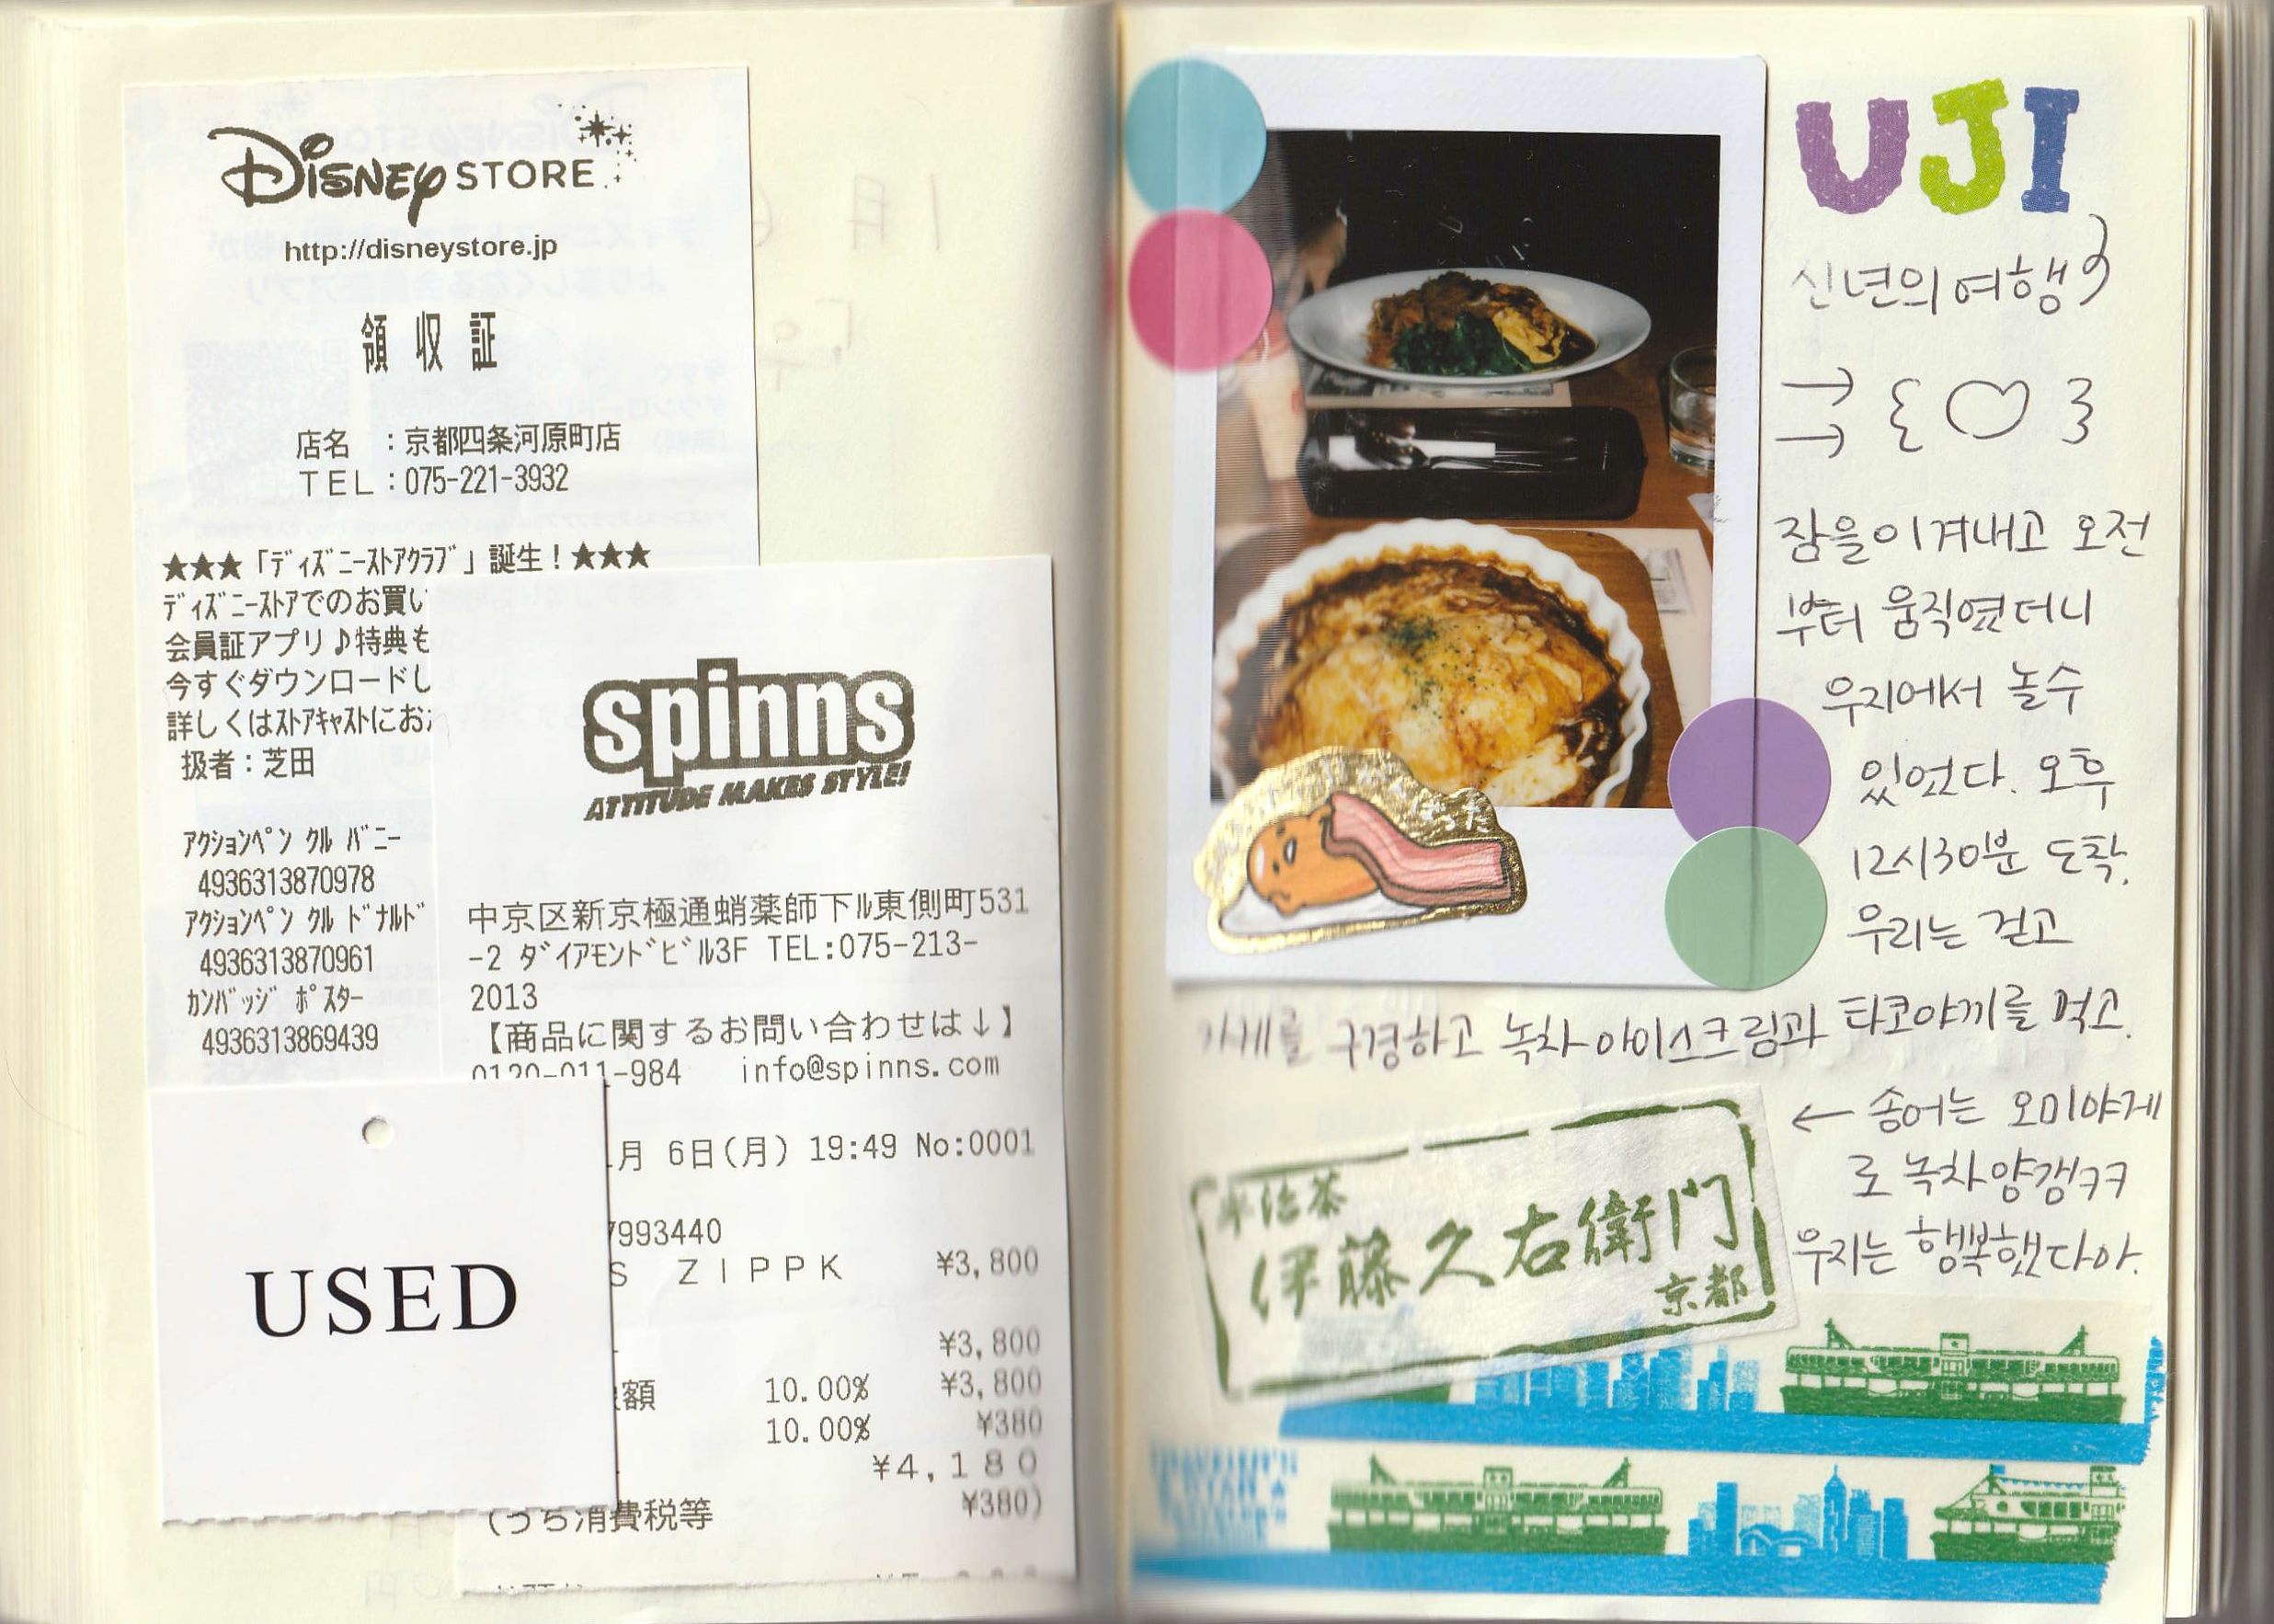 Disney STORE
http://disneystore.jp
領収証
店名 :京都四条河原町店
TEL:075-221-3932
★★★「ディズニーストアクラブ」誕生!★★★
ディズニーストアでのお買い
会員証アプリ♪特典も
今すぐダウンロードし
詳しくはストアキャストにお
扱者:芝田
アクションペン クル バニー
4936313870978
アクションペン クル ドナルド
4936313870961
カンバッジ ポスター
4936313869439
USED
spinns
ATTITUDE MAKES STYLE!
中京区新京極通蛸薬師下ル東側町531
-2 ダイアモンドビル3F TEL:075-213-
2013
【商品に関するお問い合わせは↓】
0120-011-984 info@spinns.com
月 6日(月) 19:49 No:0001
7993440
S ZIPPK ¥3,800
¥3,800
額 10.00% ¥3,800
10.00% ¥380
¥4,180
(うち消費税等 ¥380)
UJI
신년의 여행
잠을 이겨내고 오전
부터 움직였더니
우지에서 놀수
있었다. 오후
12시30분 도착.
우리는 걷고
가게를 구경하고 녹차아이스크림과 타코야끼를 먹고.
← 송어는 오미야게
로 녹차양갱ㅋㅋ
우지는 행복했다아.
宇治茶
伊藤久右衛門
京都